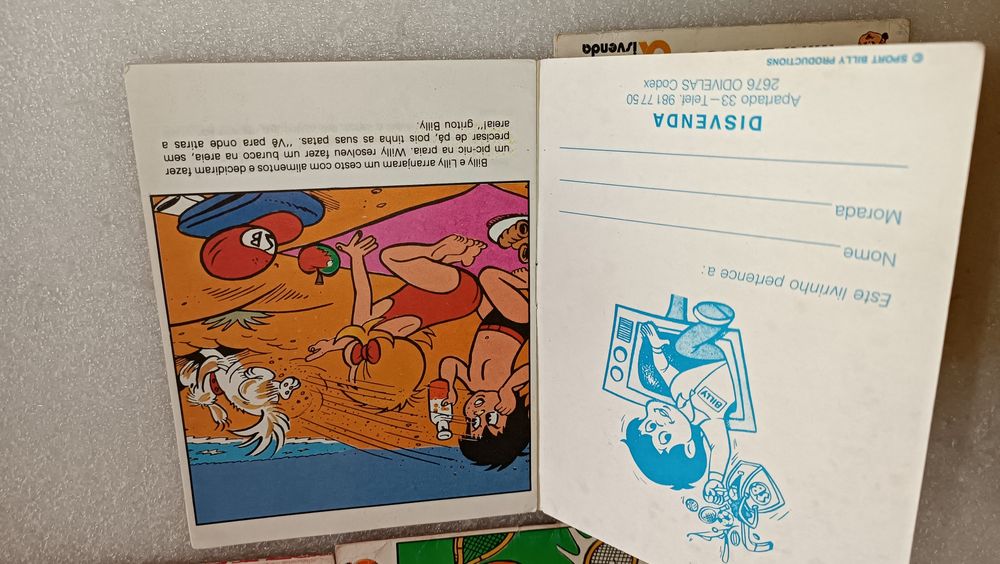 BILLY
Este livrinho pertence a:
Nome
Morada
DISVENDA
Apartado 33 – Telef. 981 77 50
2676 ODIVELAS Codex
© SPORT BILLY PRODUCTIONS
disvenda
SB
Billy e Lilly arranjaranjam um cesto com alimentos e decidiram fazer
um pic-nic na praia. Willy resolveu fazer um buraco na areia, sem
precisar de pá, pois tinha as suas patas. "Vê para onde atiras a
areia!" gritou Billy.